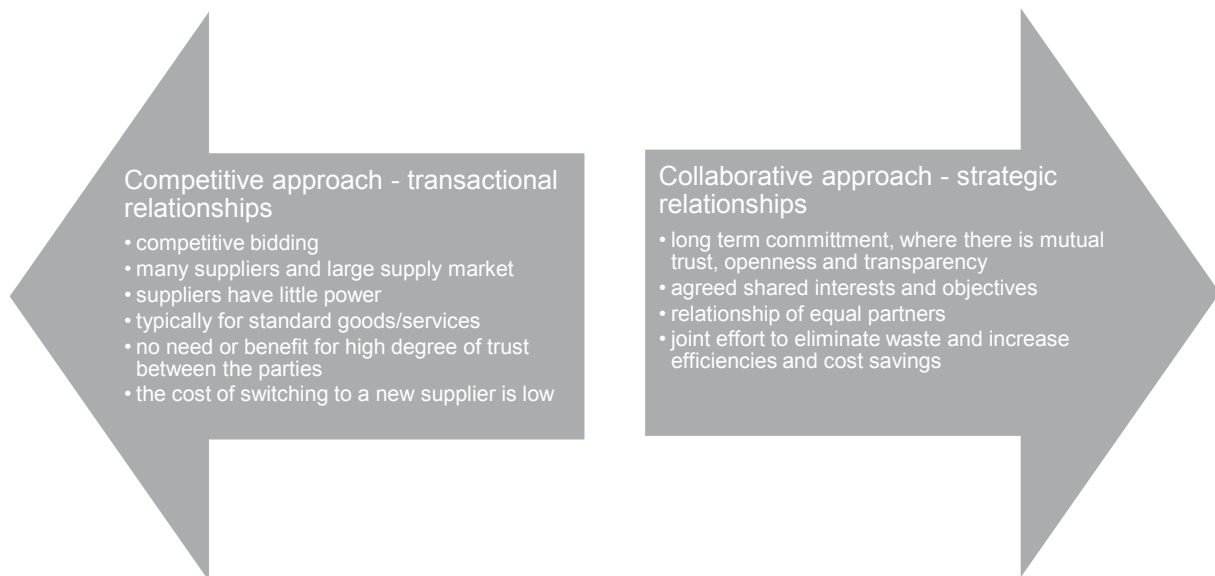 Competitive approach - transactional
relationships
• competitive bidding
• many suppliers and large supply market
• suppliers have little power
• typically for standard goods/services
• no need or benefit for high degree of trust
between the parties
• the cost of switching to a new supplier is low
Collaborative approach - strategic
relationships
• long term committment, where there is mutual
trust, openness and transparency
• agreed shared interests and objectives
• relationship of equal partners
• joint effort to eliminate waste and increase
efficiencies and cost savings